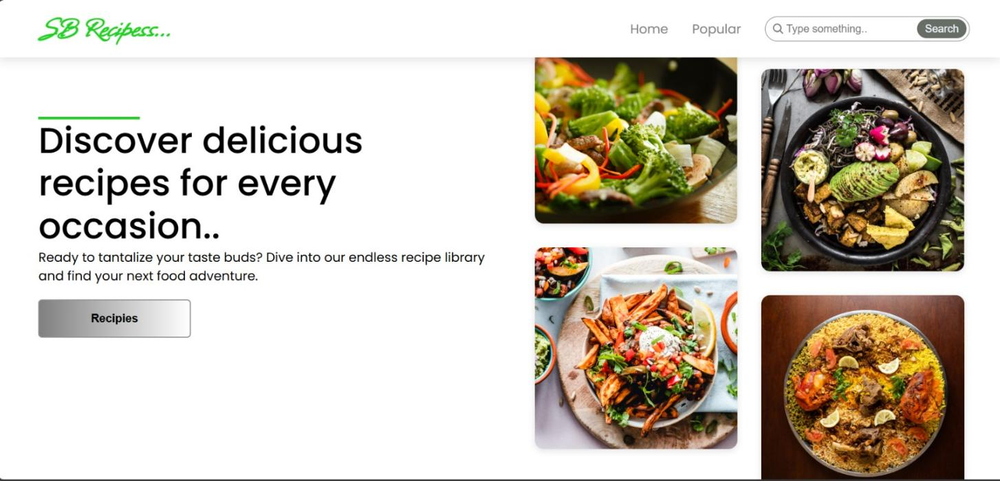 SB Recipess...
Home
Popular
Type something..
Search
Discover delicious
recipes for every
occasion..
Ready to tantalize your taste buds? Dive into our endless recipe library
and find your next food adventure.
Recipies